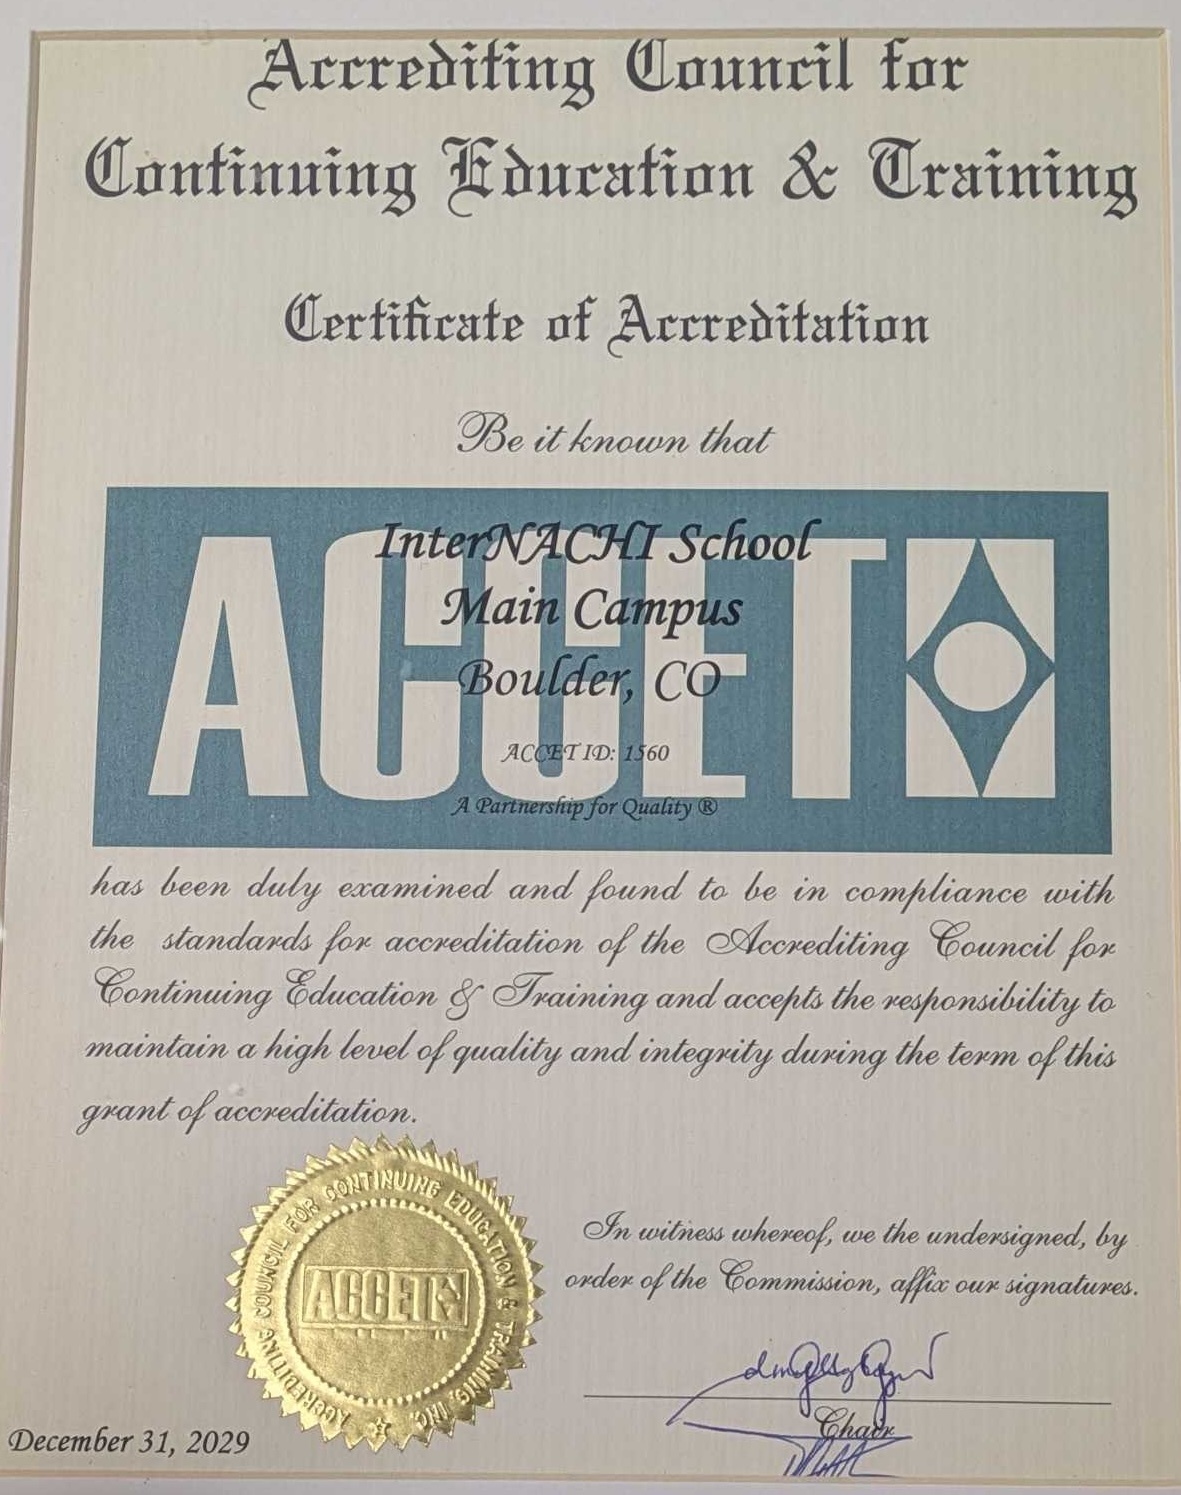 Accrediting Council for
Continuing Education & Training
Certificate of Accreditation
Be it known that
ACCET
InterNACHI School
Main Campus
Boulder, CO
ACCET ID: 1560
A Partnership for Quality ®
has been duly examined and found to be in compliance with
the standards for accreditation of the Accrediting Council for
Continuing Education & Training and accepts the responsibility to
maintain a high level of quality and integrity during the term of this
grant of accreditation.
ACCREDITING COUNCIL FOR CONTINUING EDUCATION & TRAINING, INC.
ACCET
In witness whereof, we the undersigned, by
order of the Commission, affix our signatures.
Chair
December 31, 2029